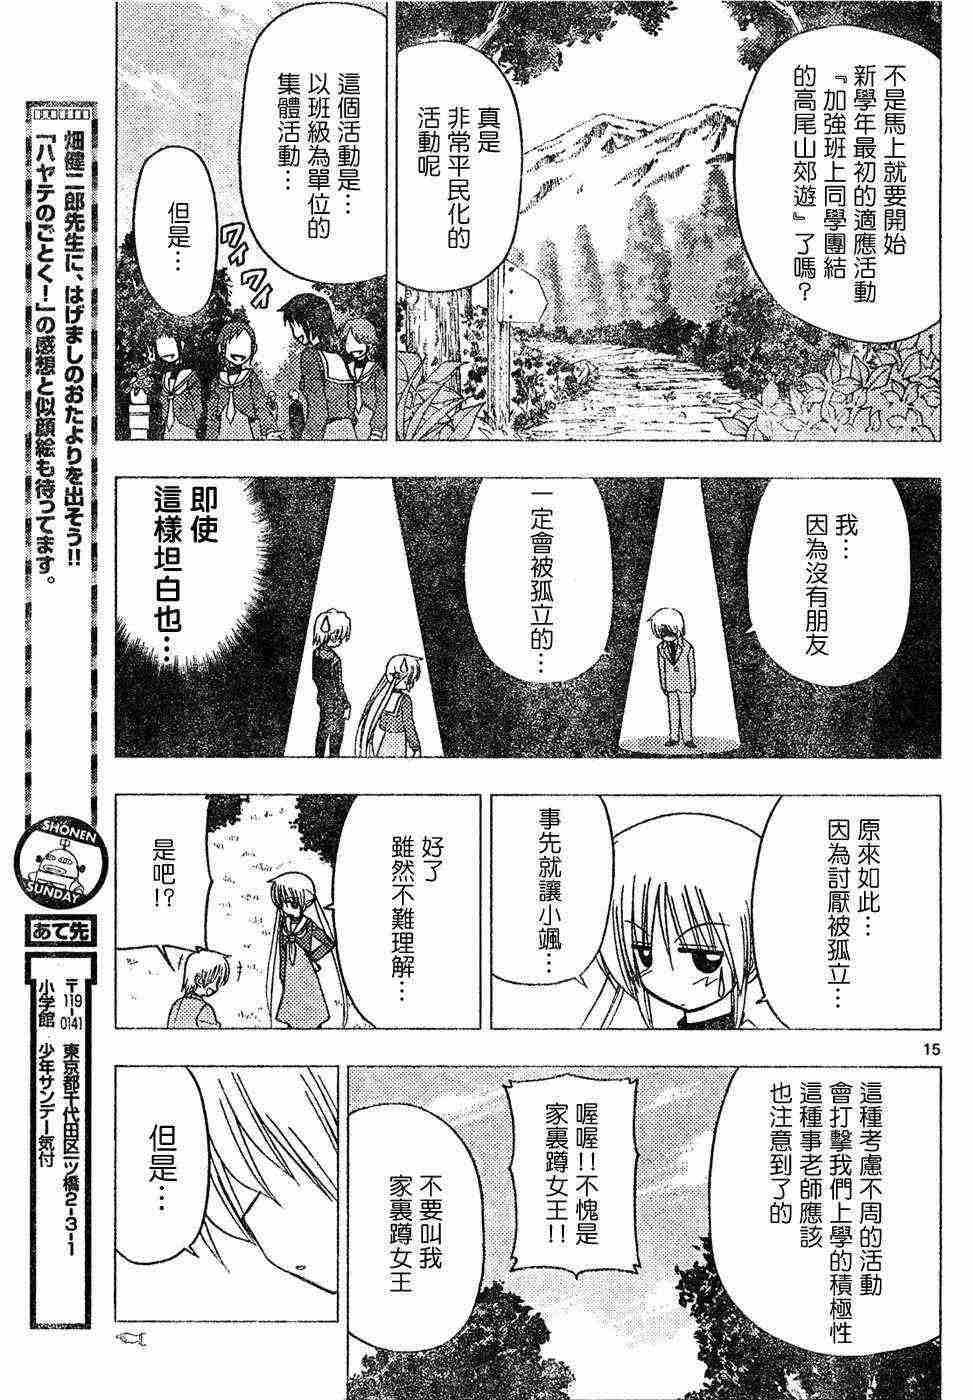 不是馬上就要開始
新學年最初的適應活動
『加強班上同學團結
的高尾山郊遊』了嗎？
真是
非常平民化的
活動呢
這個活動是…
以班級為單位的
集體活動…
但是…
ワイ
ワイ
我…
因為沒有朋友
一定會被孤立的…
即使
這樣坦白也…
原來如此…
因為討厭被孤立…
事先就讓小颯…
好了
雖然不難理解…
是吧!?
15
這種考慮不周的活動
會打擊我們上學的積極性
這種事老師應該
也注意到了的
喔喔!!不愧是
家裏蹲女王!!
不要叫我
家裏蹲女王
但是…
畑健二郎先生に、はげましのおたよりを出そう!!
『ハヤテのごとく！』の感想と似顔絵も待ってます。
SHONEN
SUNDAY
あて先
〒119-0141 東京都千代田区一ツ橋2-3-1
小学館 少年サンデー気付